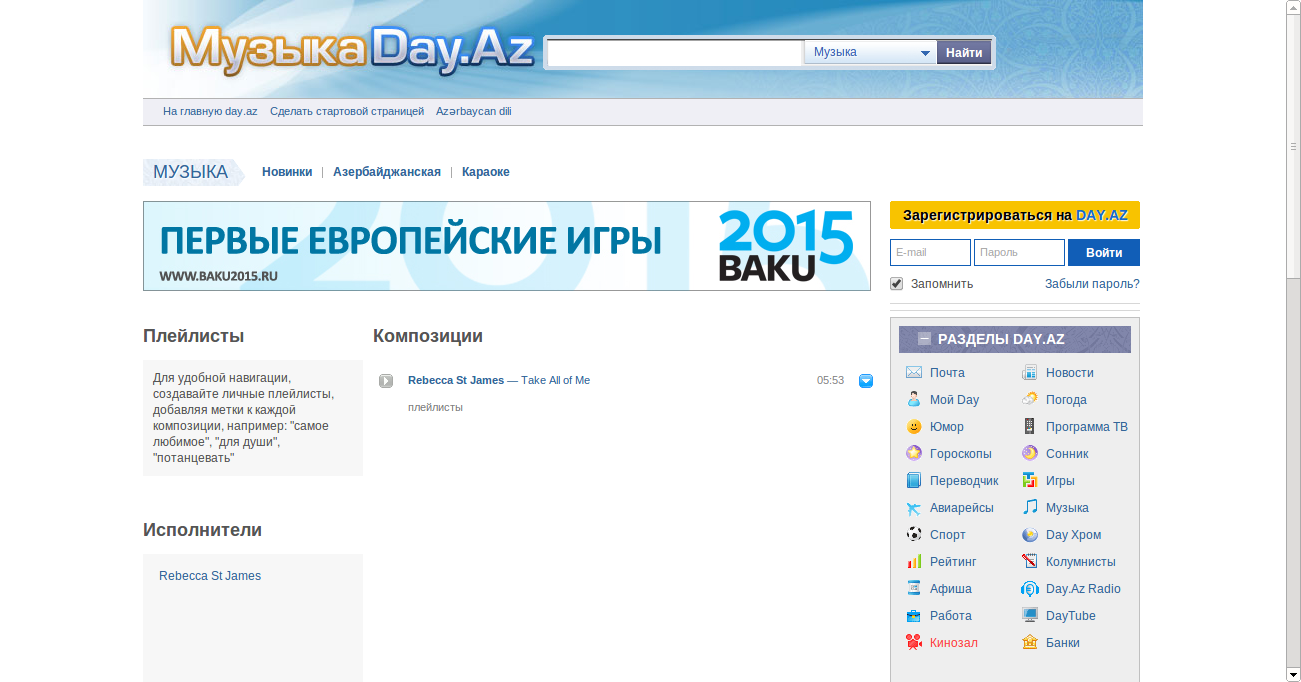 МузыкаDay.Az
Музыка
Найти
На главную day.az Сделать стартовой страницей Azərbaycan dili
МУЗЫКА Новинки | Азербайджанская | Караоке
ПЕРВЫЕ ЕВРОПЕЙСКИЕ ИГРЫ
WWW.BAKU2015.RU
2015
BAKU
Зарегистрироваться на DAY.AZ
E-mail Пароль Войти
Запомнить Забыли пароль?
Плейлисты
Для удобной навигации,
создавайте личные плейлисты,
добавляя метки к каждой
композиции, например: "самое
любимое", "для души",
"потанцевать"
Исполнители
Rebecca St James
Композиции
Rebecca St James — Take All of Me 05:53
плейлисты
РАЗДЕЛЫ DAY.AZ
Почта Новости
Мой Day Погода
Юмор Программа ТВ
Гороскопы Сонник
Переводчик Игры
Авиарейсы Музыка
Спорт Day Хром
Рейтинг Колумнисты
Афиша Day.Az Radio
Работа DayTube
Кинозал Банки